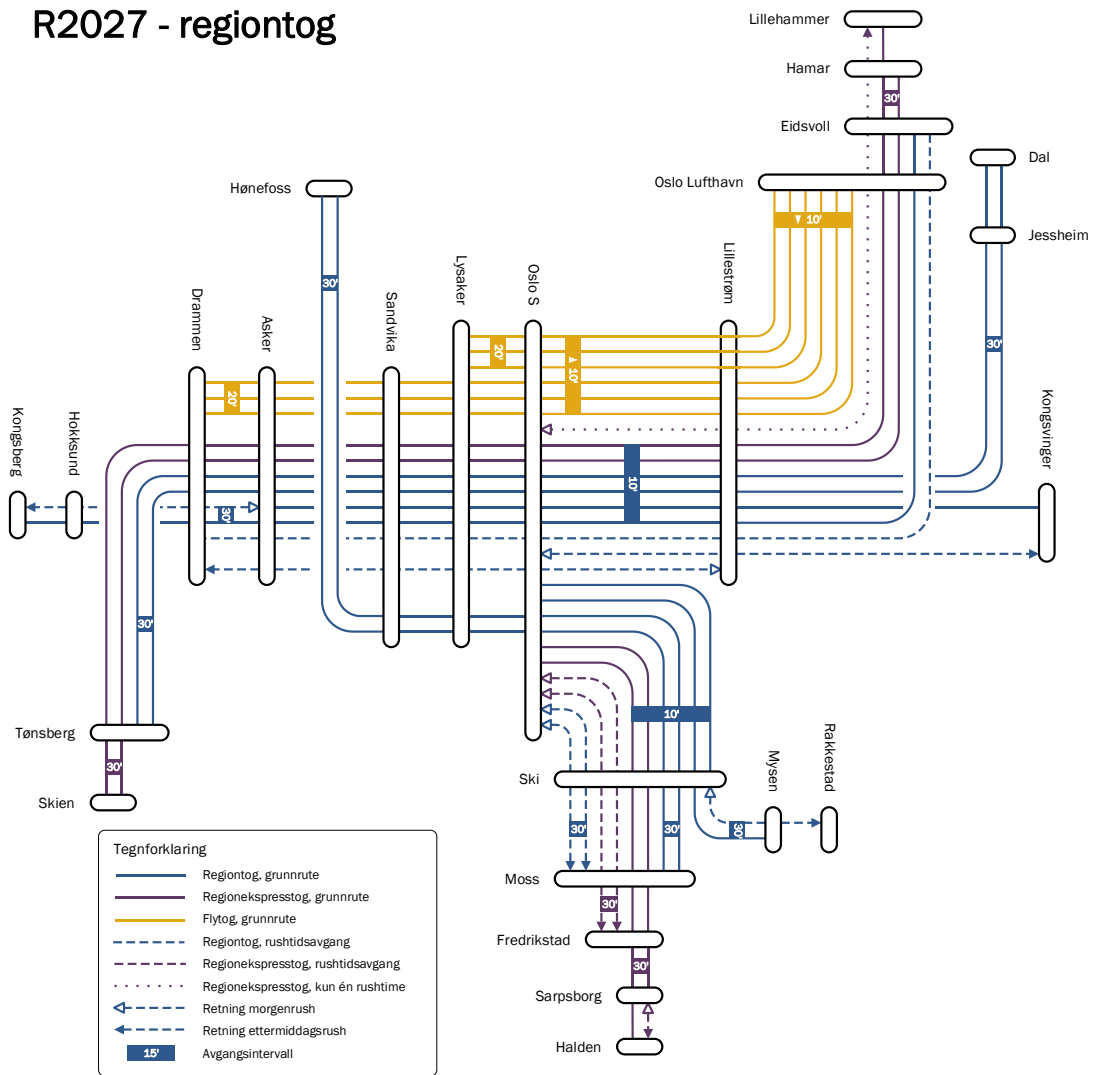 R2027 - regiontog
Lillehammer
Hamar
30'
Eidsvoll
Dal
Oslo Lufthavn
Hønefoss
10'
Jessheim
Lysaker
Oslo S
Lillestrøm
30'
Drammen
Asker
Sandvika
20'
10'
30'
20'
Kongsberg
Hokksund
Kongsvinger
10'
30'
30'
10'
Tønsberg
Mysen
Rakkestad
30'
Ski
Skien
30'
30'
30'
Moss
30'
Fredrikstad
30'
Sarpsborg
Halden
Tegnforklaring
Regiontog, grunnrute
Regionekspresstog, grunnrute
Flytog, grunnrute
Regiontog, rushtidsavgang
Regionekspresstog, rushtidsavgang
Regionekspresstog, kun én rushtime
Retning morgenrush
Retning ettermiddagsrush
15'
Avgangsintervall